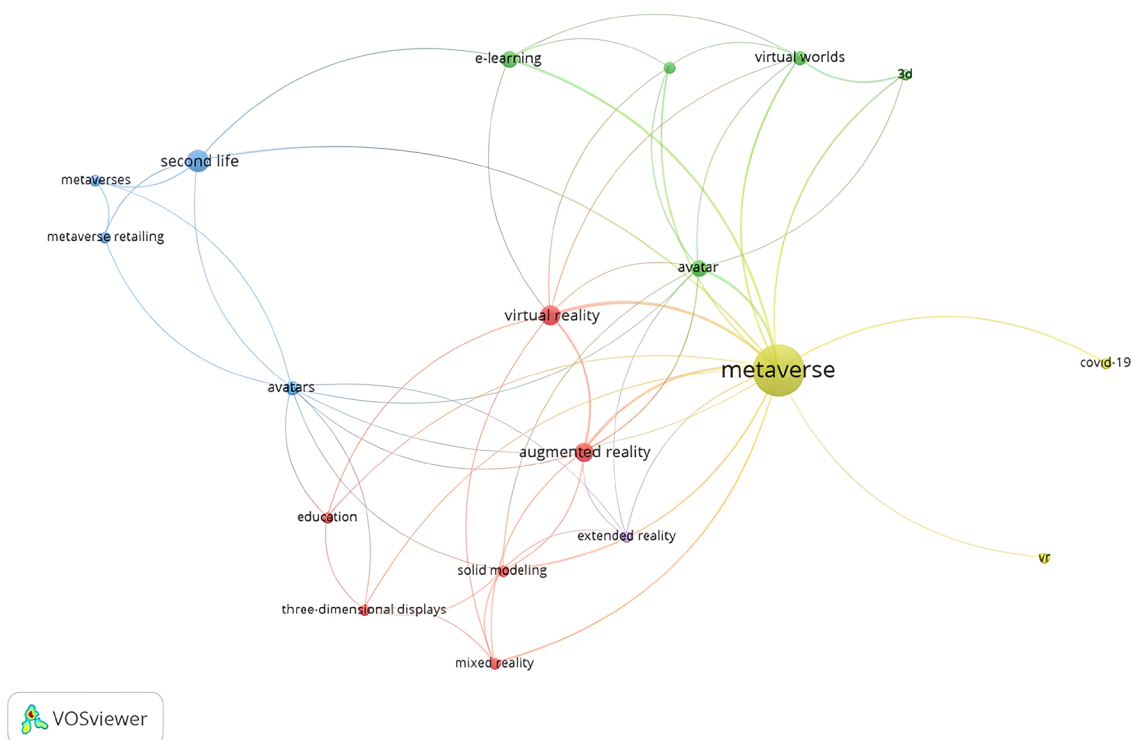 e-learning
virtual worlds
3d
second life
metaverses
metaverse retailing
avatar
virtual reality
metaverse
covid-19
avatars
augmented reality
education
extended reality
solid modeling
vr
three-dimensional displays
mixed reality
VOSviewer